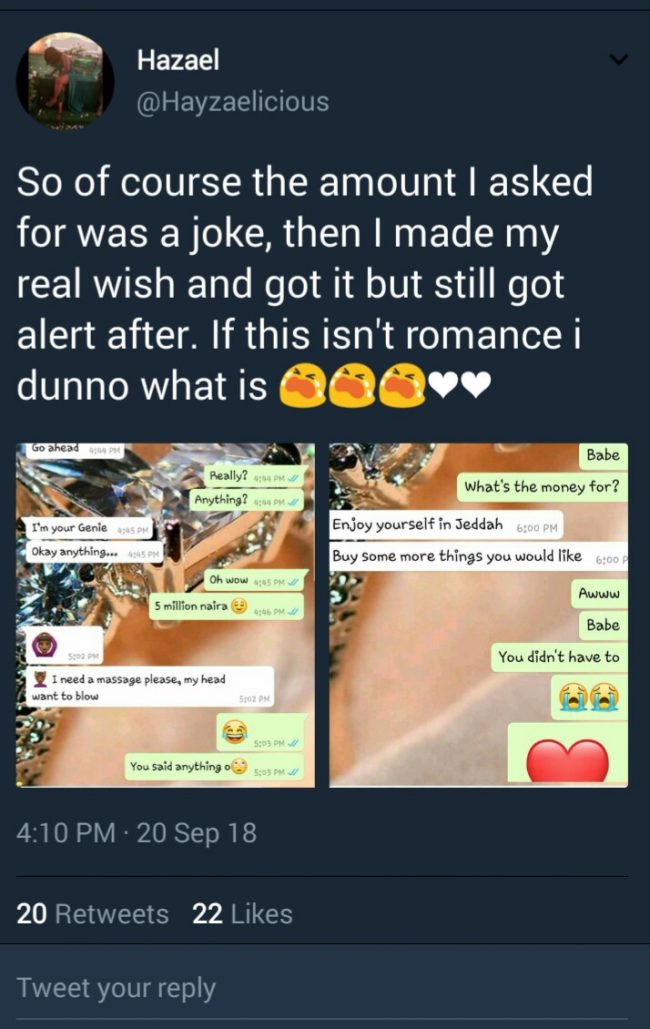 Hazael
@Hayzaelicious
So of course the amount I asked
for was a joke, then I made my
real wish and got it but still got
alert after. If this isn't romance i
dunno what is 😭😭😭🤍🤍
Go ahead 4:44 PM
Really? 4:44 PM
Anything? 4:44 PM
I'm your Genie 4:45 PM
Okay anything... 4:45 PM
Oh wow 4:45 PM
5 million naira 😌 4:46 PM
5:02 PM
I need a massage please, my head
want to blow 5:02 PM
😂 5:03 PM
You said anything o🙄 5:03 PM
Babe
What's the money for?
Enjoy yourself in Jeddah 6:00 PM
Buy some more things you would like 6:00 P
Awww
Babe
You didn't have to
😭😭
❤️
4:10 PM · 20 Sep 18
20 Retweets 22 Likes
Tweet your reply